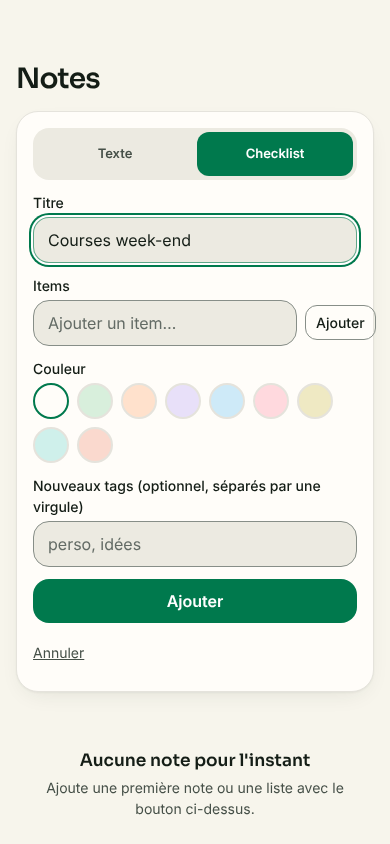 Notes
Texte
Checklist
Titre
Courses week-end
Items
Ajouter un item...
Ajouter
Couleur
Nouveaux tags (optionnel, séparés par une
virgule)
perso, idées
Ajouter
Annuler
Aucune note pour l'instant
Ajoute une première note ou une liste avec le
bouton ci-dessus.